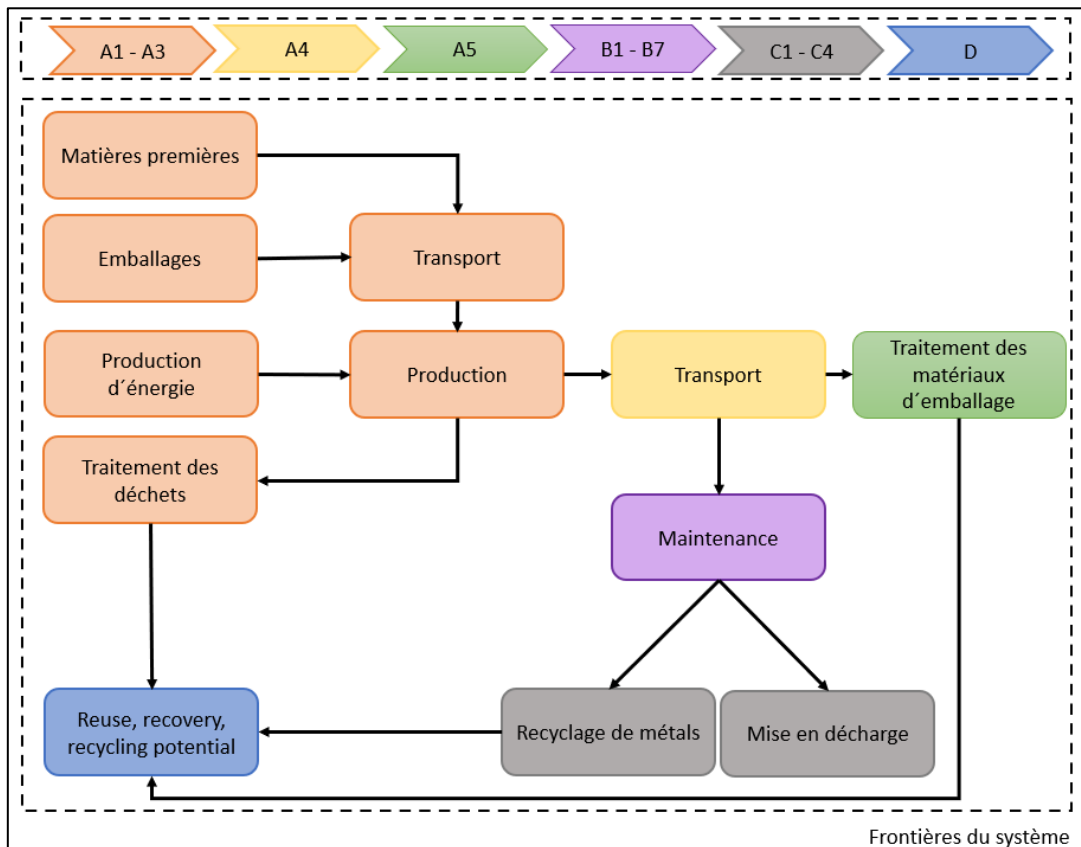 A1 - A3
A4
A5
B1 - B7
C1 - C4
D
Matières premières
Emballages
Transport
Production
d´énergie
Production
Transport
Traitement des
matériaux
d´emballage
Traitement des
déchets
Maintenance
Reuse, recovery,
recycling potential
Recyclage de métals
Mise en décharge
Frontières du système